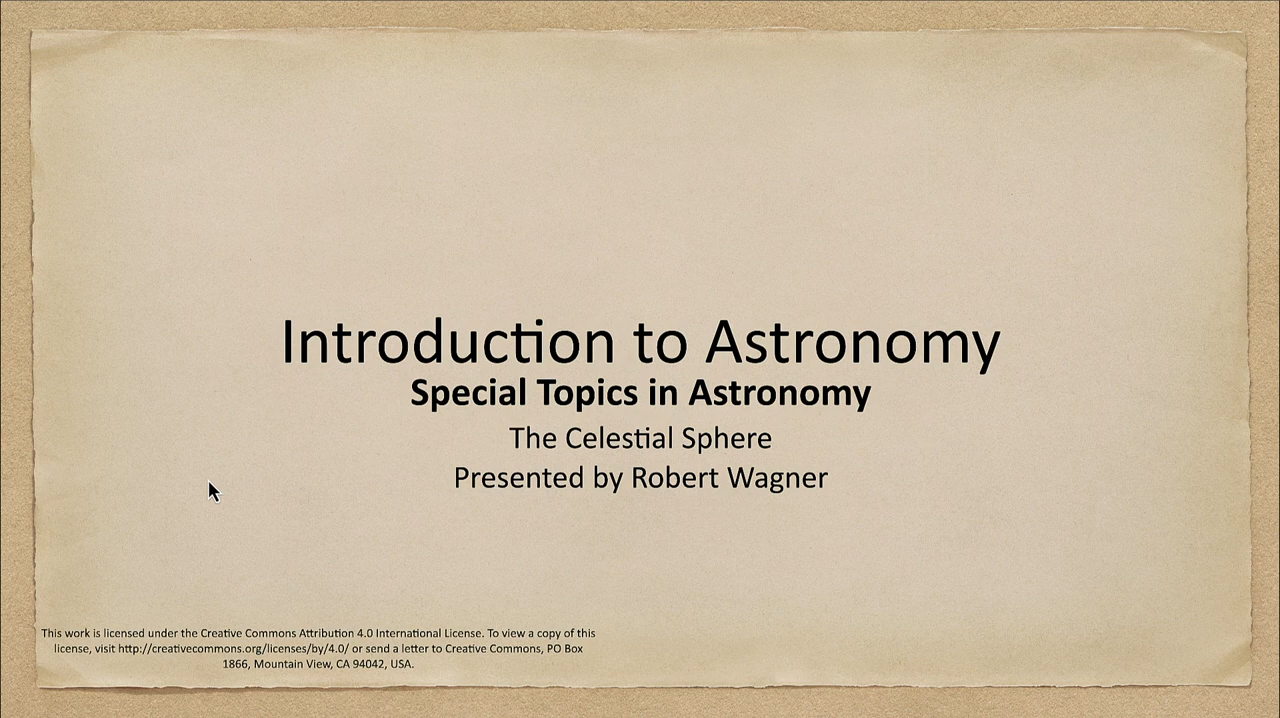 Introduction to Astronomy
Special Topics in Astronomy
The Celestial Sphere
Presented by Robert Wagner
This work is licensed under the Creative Commons Attribution 4.0 International License. To view a copy of this
license, visit http://creativecommons.org/licenses/by/4.0/ or send a letter to Creative Commons, PO Box
1866, Mountain View, CA 94042, USA.